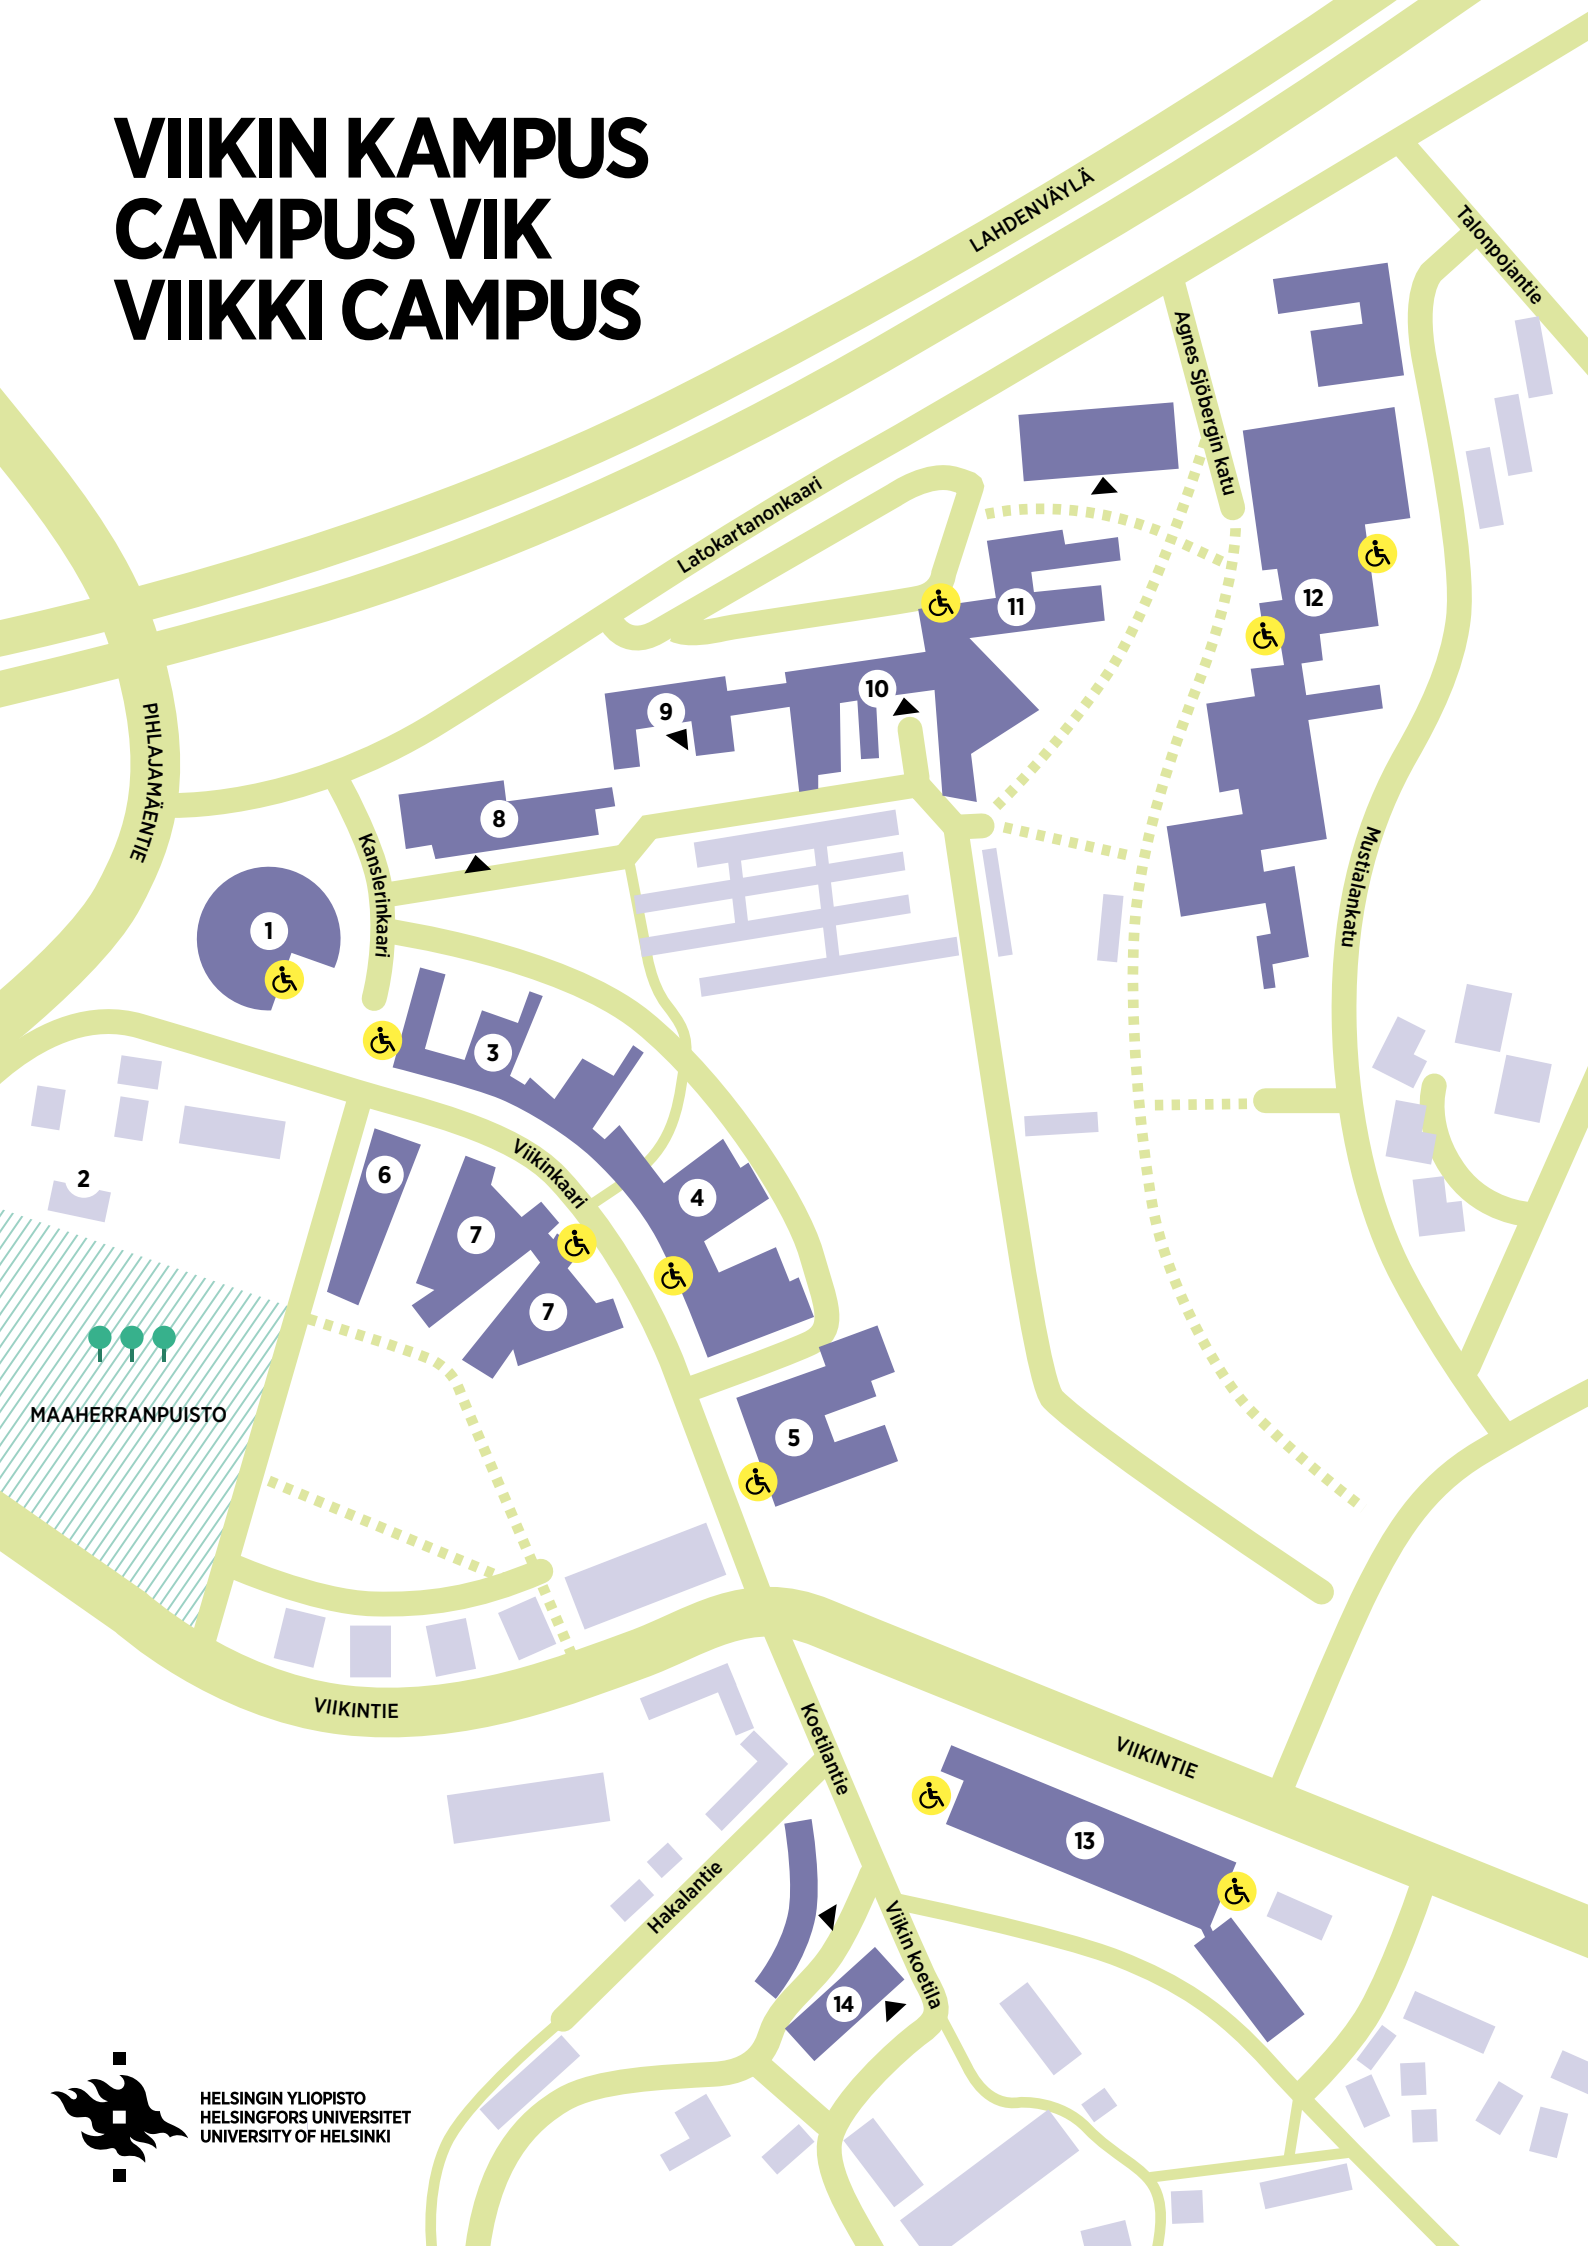 VIIKIN KAMPUS
CAMPUS VIK
VIIKKI CAMPUS
LAHDENVÄYLÄ
Talonpojantie
Agnes Sjöbergin katu
Latokartanonkaari
12
11
10
9
PIHLAJAMÄENTIE
8
Kanslerinkaari
Mustialankatu
1
3
Viikinkaari
6
2
4
7
7
MAAHERRANPUISTO
5
VIIKINTIE
Koetilantie
VIIKINTIE
13
Hakalantie
Viikin koetila
14
HELSINGIN YLIOPISTO
HELSINGFORS UNIVERSITET
UNIVERSITY OF HELSINKI